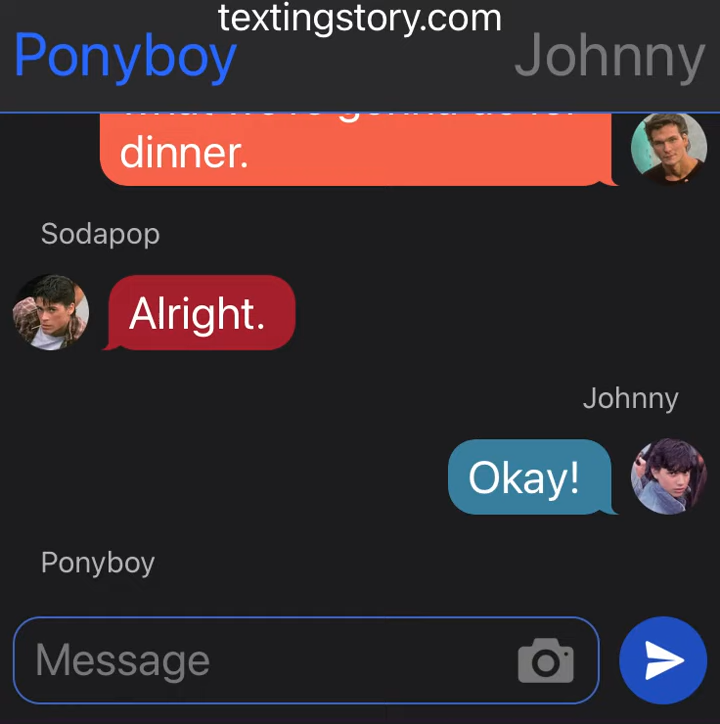 textingstory.com
Ponyboy Johnny
dinner.
Sodapop
Alright.
Johnny
Okay!
Ponyboy
Message